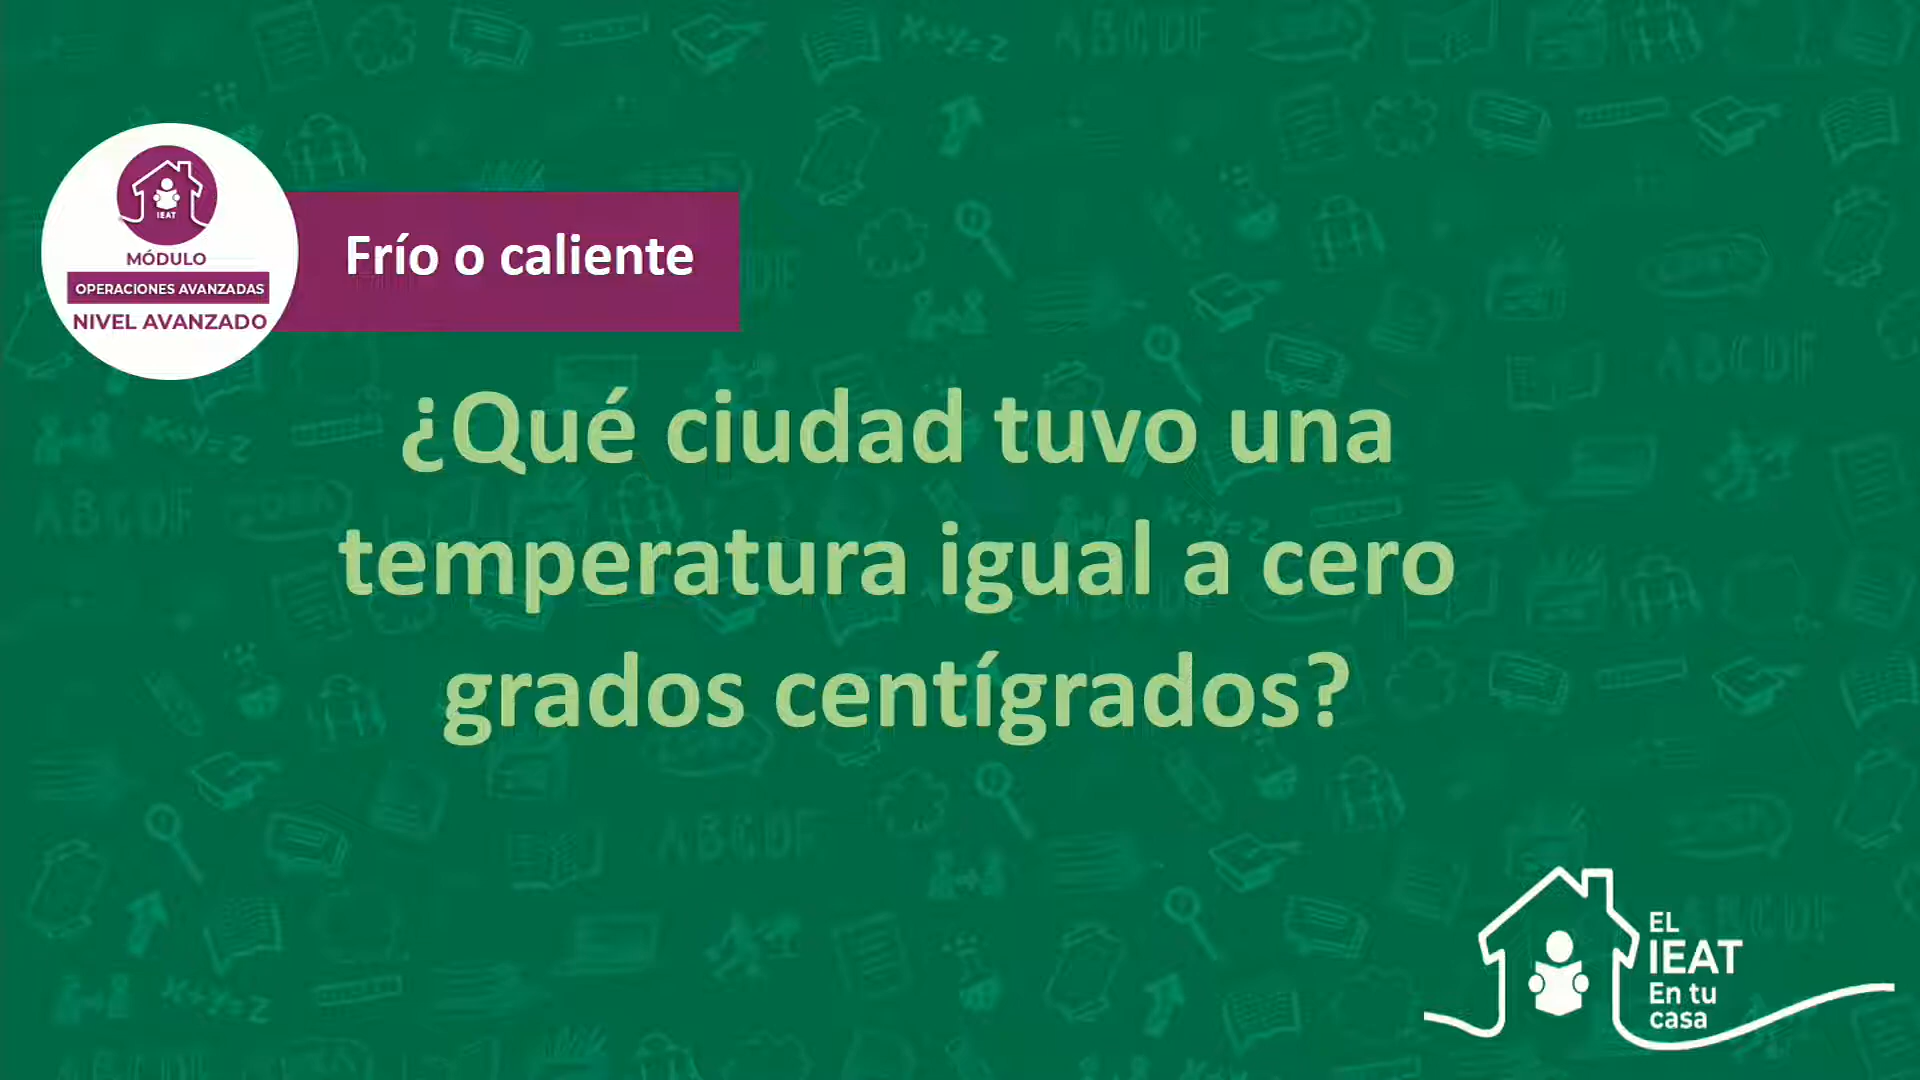 IEAT
MÓDULO
OPERACIONES AVANZADAS
NIVEL AVANZADO
Frío o caliente
¿Qué ciudad tuvo una
temperatura igual a cero
grados centígrados?
EL
IEAT
En tu
casa